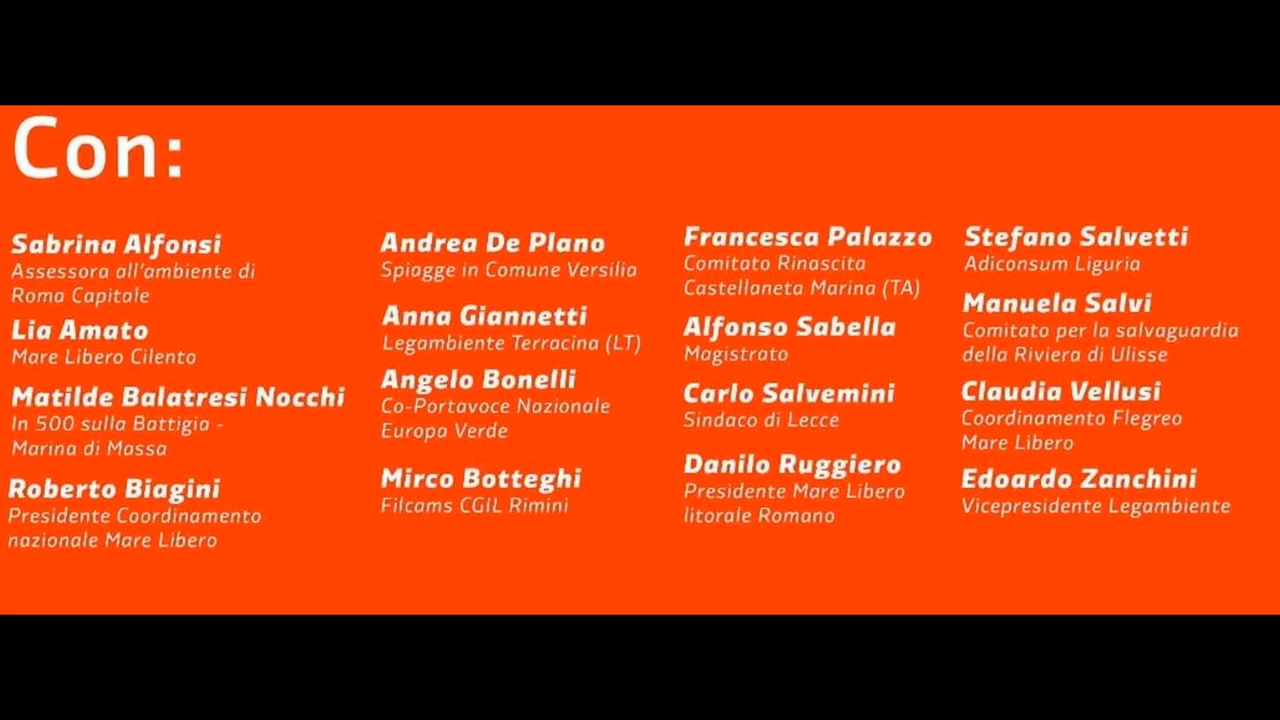 Con:
Sabrina Alfonsi
Assessora all'ambiente di
Roma Capitale
Lia Amato
Mare Libero Cilento
Matilde Balatresi Nocchi
In 500 sulla Battigia -
Marina di Massa
Roberto Biagini
Presidente Coordinamento
nazionale Mare Libero
Andrea De Plano
Spiagge in Comune Versilia
Anna Giannetti
Legambiente Terracina (LT)
Angelo Bonelli
Co-Portavoce Nazionale
Europa Verde
Mirco Botteghi
Filcams CGIL Rimini
Francesca Palazzo
Comitato Rinascita
Castellaneta Marina (TA)
Alfonso Sabella
Magistrato
Carlo Salvemini
Sindaco di Lecce
Danilo Ruggiero
Presidente Mare Libero
litorale Romano
Stefano Salvetti
Adiconsum Liguria
Manuela Salvi
Comitato per la salvaguardia
della Riviera di Ulisse
Claudia Vellusi
Coordinamento Flegreo
Mare Libero
Edoardo Zanchini
Vicepresidente Legambiente